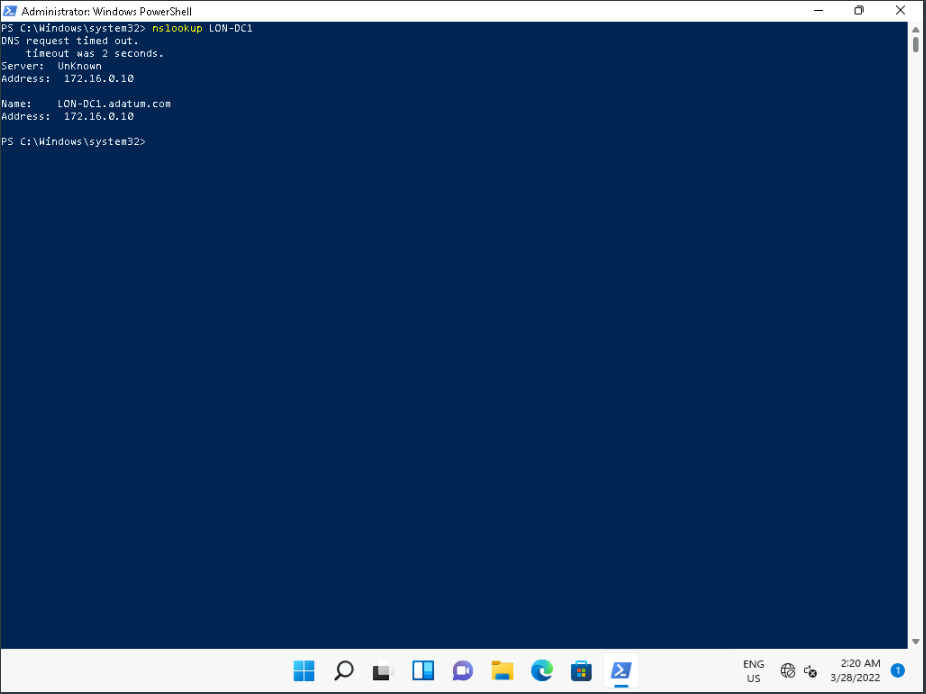 Administrator: Windows PowerShell
PS C:\Windows\system32> nslookup LON-DC1
DNS request timed out.
    timeout was 2 seconds.
Server:  UnKnown
Address:  172.16.0.10

Name:    LON-DC1.adatum.com
Address:  172.16.0.10

PS C:\Windows\system32>
ENG
US
2:20 AM
3/28/2022
1